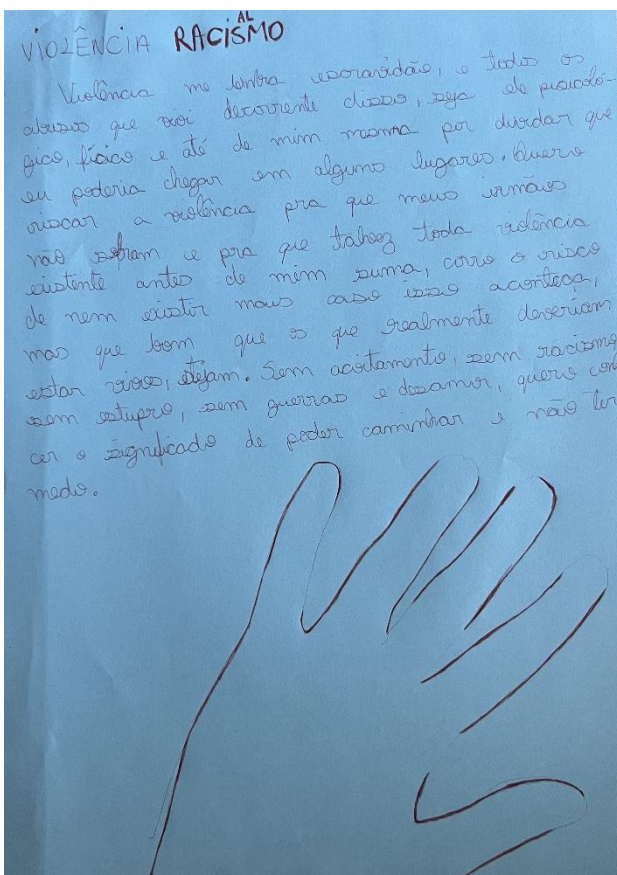 VIOLÊNCIA RACISMO AL
Violência me lembra escravidão, e todos os
abusos que vivi decorrente disso, seja ele psicoló-
gico, físico e até de mim mesma por duvidar que
eu poderia chegar em alguns lugares. Quero
riscar a violência pra que meus irmãos
não sofram e pra que talvez toda violência
existente antes de mim suma, corro o risco
de nem existir mais caso isso aconteça,
mas que bom que os que realmente deveriam
estar vivos, stejam. Sem açoitamento, sem racismo
sem estupro, sem guerras e desamor, quero conhe
cer o significado de poder caminhar e não ter
medo.